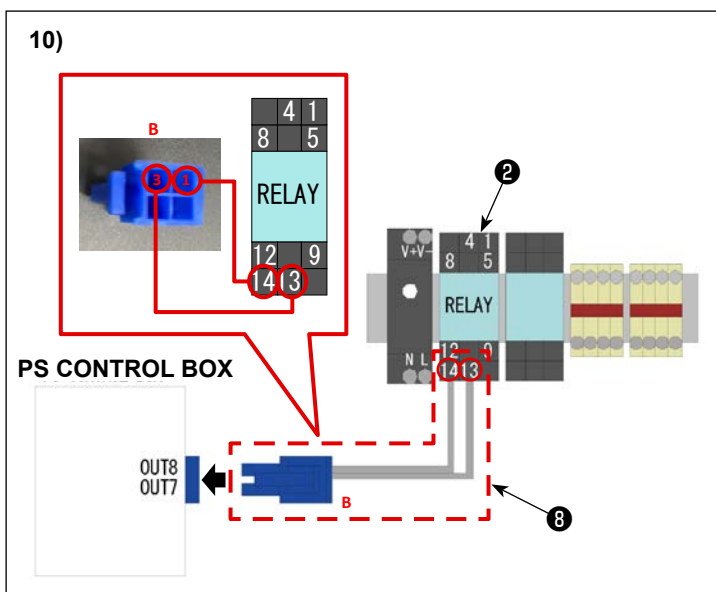 10)
B
3 1
4 1
8 5
RELAY
12 9
14 13
❷
V+V-
4 1
8 5
RELAY
12 9
N L
14 13
PS CONTROL BOX
OUT8
OUT7
B
❽